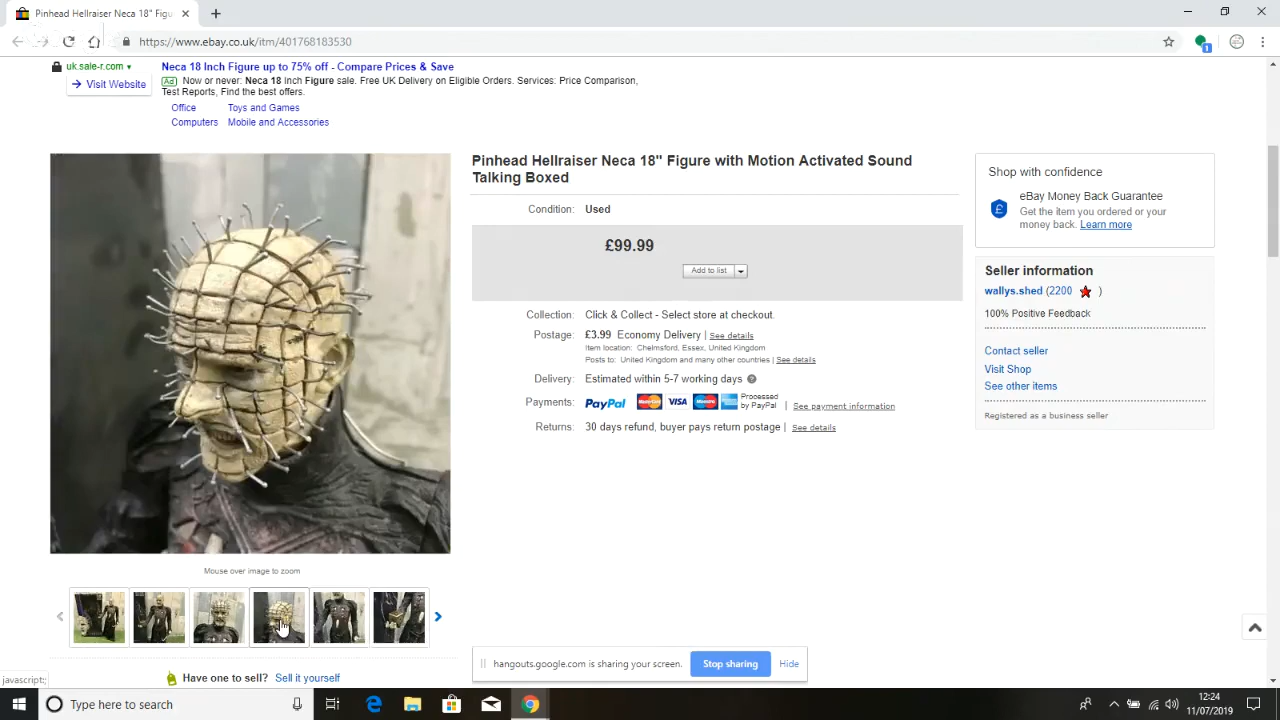 Pinhead Hellraiser Neca 18" Figu
https://www.ebay.co.uk/itm/401768183530
1
uk.sale-r.com
Neca 18 Inch Figure up to 75% off - Compare Prices & Save
Visit Website
Ad Now or never: Neca 18 Inch Figure sale. Free UK Delivery on Eligible Orders. Services: Price Comparison,
Test Reports, Find the best offers.
Office Toys and Games
Computers Mobile and Accessories
Pinhead Hellraiser Neca 18" Figure with Motion Activated Sound
Talking Boxed
Condition: Used
£99.99
Add to list
Collection: Click & Collect - Select store at checkout.
Postage: £3.99 Economy Delivery | See details
Item location: Chelmsford, Essex, United Kingdom
Posts to: United Kingdom and many other countries | See details
Delivery: Estimated within 5-7 working days
Payments: PayPal MasterCard VISA Maestro Processed by PayPal | See payment information
Returns: 30 days refund, buyer pays return postage | See details
Shop with confidence
eBay Money Back Guarantee
Get the item you ordered or your
money back. Learn more
Seller information
wallys.shed (2200 )
100% Positive Feedback
Contact seller
Visit Shop
See other items
Registered as a business seller
Mouse over image to zoom
hangouts.google.com is sharing your screen. Stop sharing Hide
Have one to sell? Sell it yourself
javascript:;
Type here to search
12:24
11/07/2019